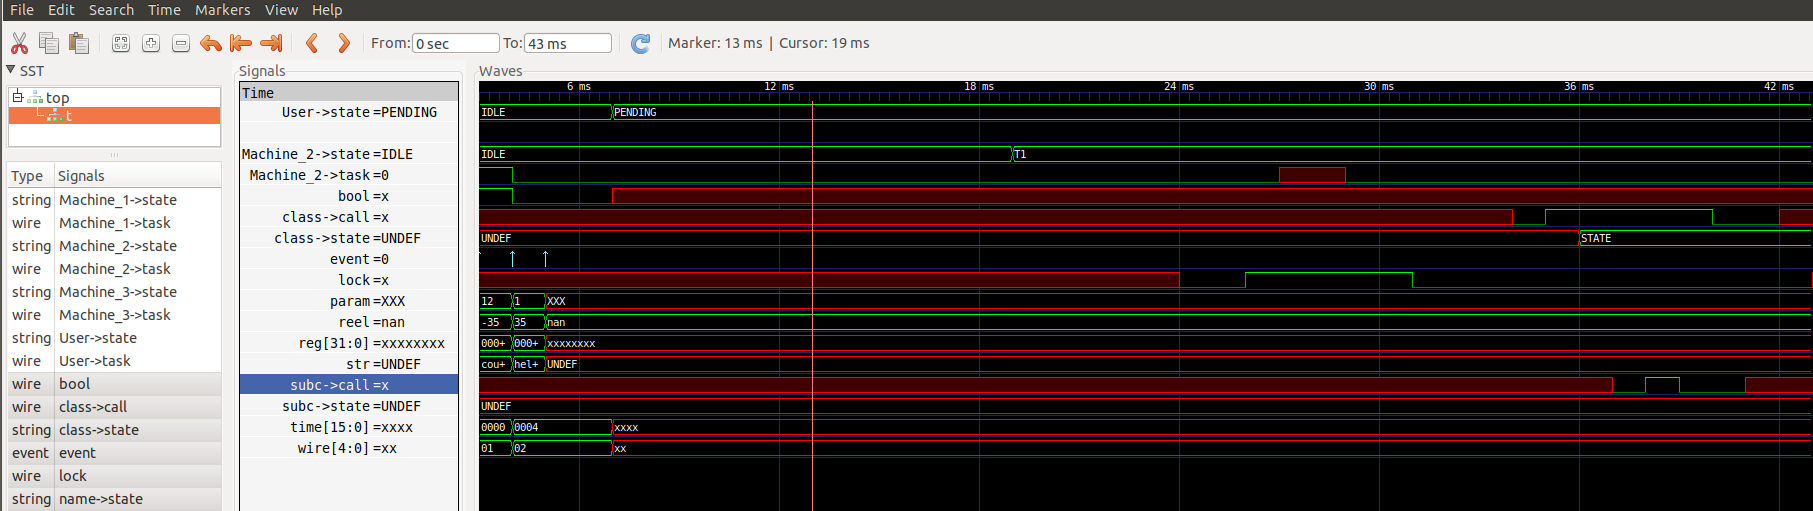 File Edit Search Time Markers View Help
From: 0 sec To: 43 ms Marker: 13 ms | Cursor: 19 ms
SST
top
t
Type Signals
string Machine_1->state
wire Machine_1->task
string Machine_2->state
wire Machine_2->task
string Machine_3->state
wire Machine_3->task
string User->state
wire User->task
wire bool
wire class->call
string class->state
event event
wire lock
string name->state
Signals
Time
User->state=PENDING
Machine_2->state=IDLE
Machine_2->task=0
bool=x
class->call=x
class->state=UNDEF
event=0
lock=x
param=XXX
reel=nan
reg[31:0]=xxxxxxxx
str=UNDEF
subc->call=x
subc->state=UNDEF
time[15:0]=xxxx
wire[4:0]=xx
Waves
6 ms 12 ms 18 ms 24 ms 30 ms 36 ms 42 ms
IDLE PENDING
IDLE T1
UNDEF STATE
12 1 XXX
-35 35 nan
000+ 000+ xxxxxxxx
cou+ hel+ UNDEF
UNDEF
0000 0004 xxxx
01 02 xx